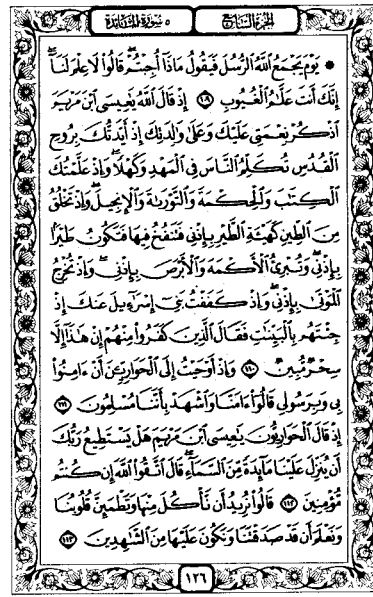 الجزء السابع
٥ سورة المائدة
۞ يَوْمَ يَجْمَعُ ٱللَّهُ ٱلرُّسُلَ فَيَقُولُ مَاذَآ أُجِبْتُمْ ۖ قَالُوا۟ لَا عِلْمَ لَنَآ ۖ
إِنَّكَ أَنتَ عَلَّٰمُ ٱلْغُيُوبِ ١٠٩ إِذْ قَالَ ٱللَّهُ يَٰعِيسَى ٱبْنَ مَرْيَمَ
ٱذْكُرْ نِعْمَتِى عَلَيْكَ وَعَلَىٰ وَٰلِدَتِكَ إِذْ أَيَّدتُّكَ بِرُوحِ
ٱلْقُدُسِ تُكَلِّمُ ٱلنَّاسَ فِى ٱلْمَهْدِ وَكَهْلًا ۖ وَإِذْ عَلَّمْتُكَ
ٱلْكِتَٰبَ وَٱلْحِكْمَةَ وَٱلتَّوْرَىٰةَ وَٱلْإِنجِيلَ ۖ وَإِذْ تَخْلُقُ
مِنَ ٱلطِّينِ كَهَيْـَٔةِ ٱلطَّيْرِ بِإِذْنِى فَتَنفُخُ فِيهَا فَتَكُونُ طَيْرًۢا
بِإِذْنِى ۖ وَتُبْرِئُ ٱلْأَكْمَهَ وَٱلْأَبْرَصَ بِإِذْنِى ۖ وَإِذْ تُخْرِجُ
ٱلْمَوْتَىٰ بِإِذْنِى ۖ وَإِذْ كَفَفْتُ بَنِىٓ إِسْرَٰٓءِيلَ عَنكَ إِذْ
جِئْتَهُم بِٱلْبَيِّنَٰتِ فَقَالَ ٱلَّذِينَ كَفَرُوا۟ مِنْهُمْ إِنْ هَٰذَآ إِلَّا
سِحْرٌ مُّبِينٌ ١١٠ وَإِذْ أَوْحَيْتُ إِلَى ٱلْحَوَارِيِّـۧنَ أَنْ ءَامِنُوا۟
بِى وَبِرَسُولِى قَالُوٓا۟ ءَامَنَّا وَٱشْهَدْ بِأَنَّنَا مُسْلِمُونَ ١١١
إِذْ قَالَ ٱلْحَوَارِيُّونَ يَٰعِيسَى ٱبْنَ مَرْيَمَ هَلْ يَسْتَطِيعُ رَبُّكَ
أَن يُنَزِّلَ عَلَيْنَا مَآئِدَةً مِّنَ ٱلسَّمَآءِ ۖ قَالَ ٱتَّقُوا۟ ٱللَّهَ إِن كُنتُم
مُّؤْمِنِينَ ١١٢ قَالُوا۟ نُرِيدُ أَن نَّأْكُلَ مِنْهَا وَتَطْمَئِنَّ قُلُوبُنَا
وَنَعْلَمَ أَن قَدْ صَدَقْتَنَا وَنَكُونَ عَلَيْهَا مِنَ ٱلشَّٰهِدِينَ ١١٣
١٢٦